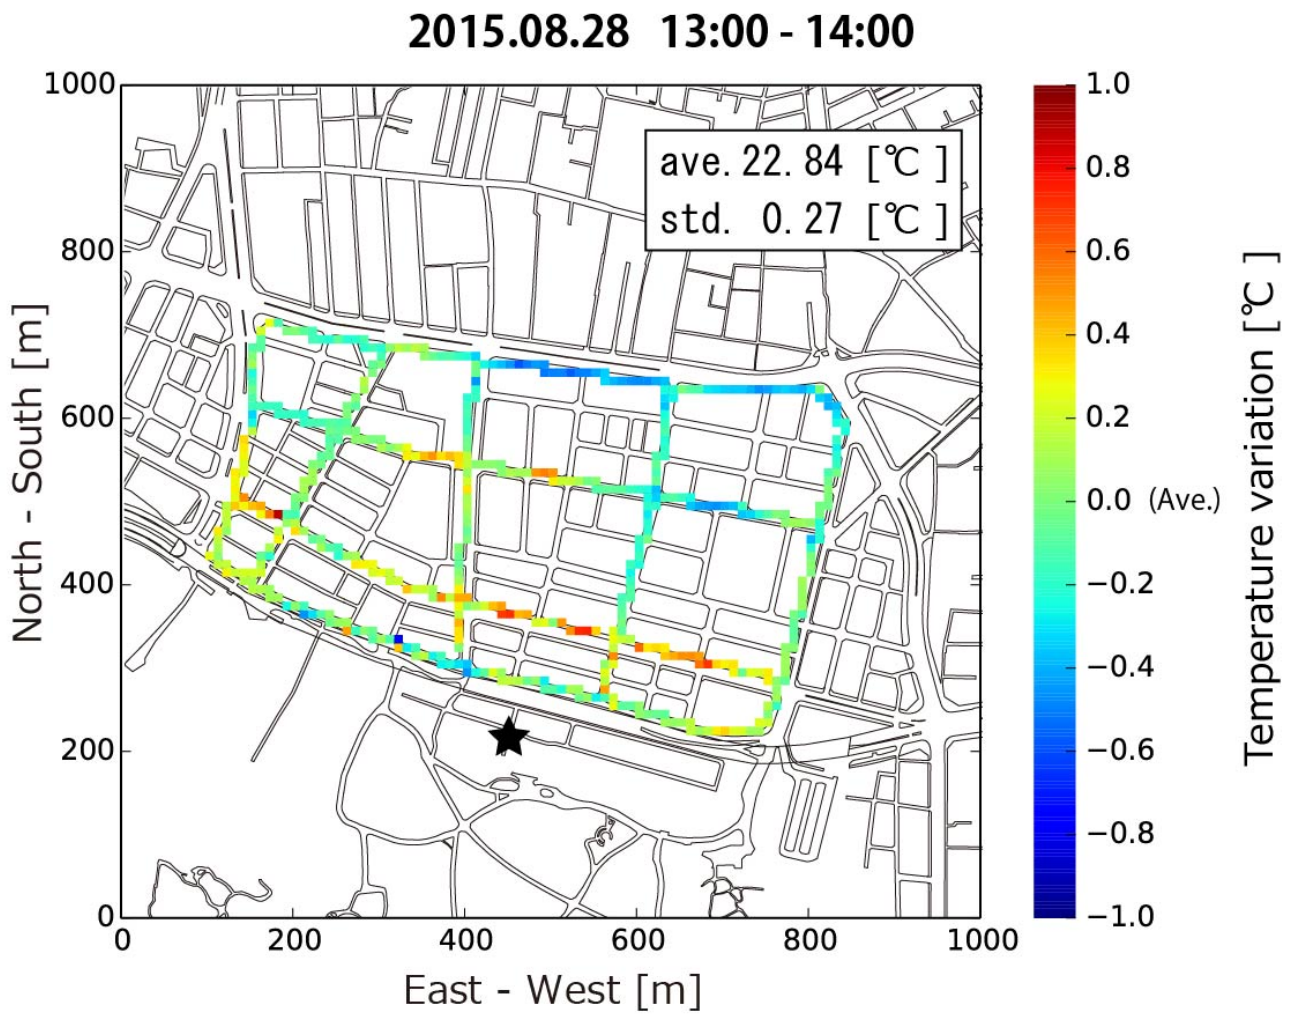 2015.08.28 13:00 - 14:00
ave. 22.84 [℃]
std. 0.27 [℃]
North - South [m]
1000
800
600
400
200
0
0 200 400 600 800 1000
East - West [m]
1.0
0.8
0.6
0.4
0.2
0.0 (Ave.)
−0.2
−0.4
−0.6
−0.8
−1.0
Temperature variation [℃]